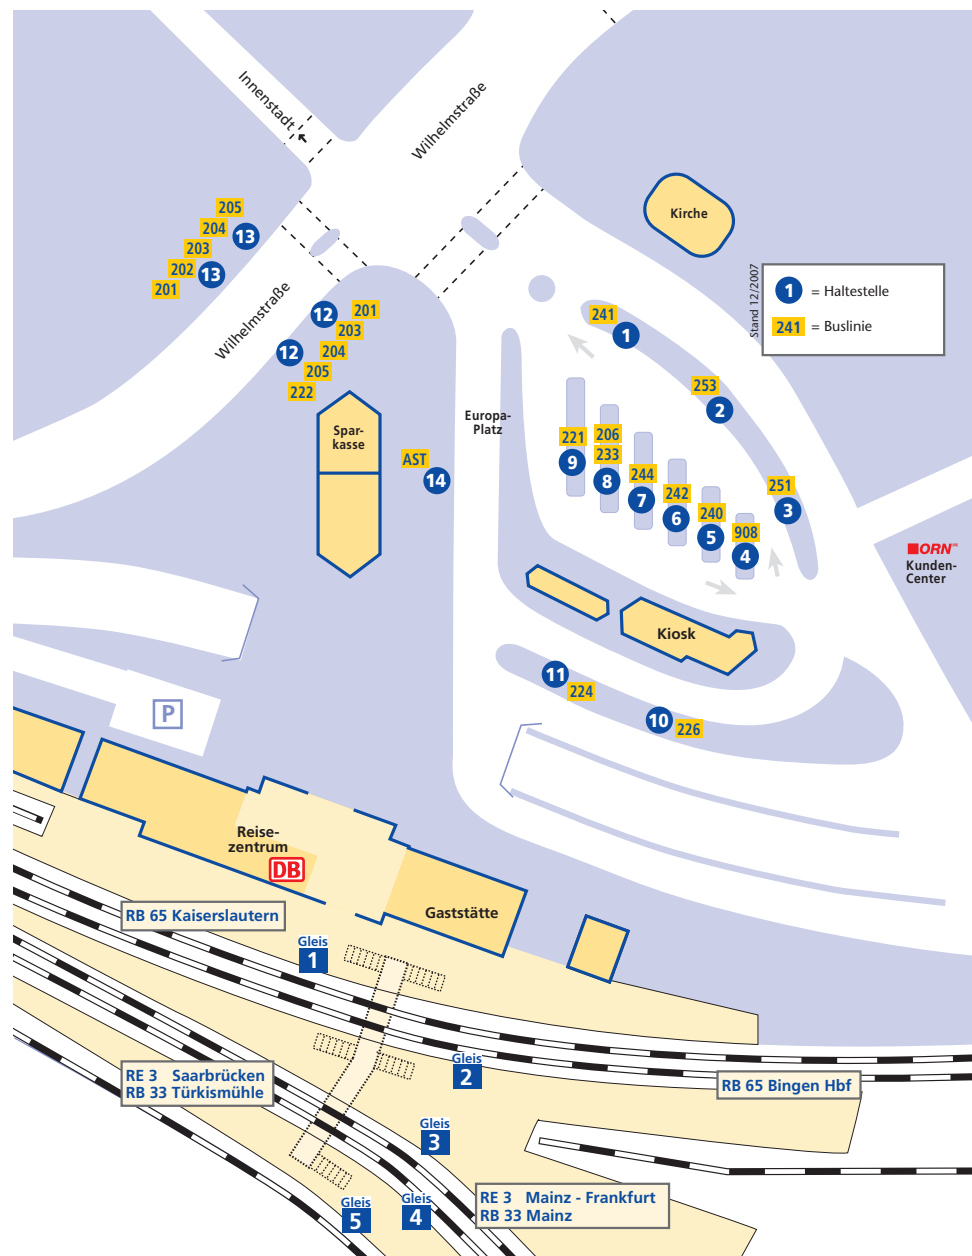 Innenstadt
Wilhelmstraße
Kirche
205
204
13
203
202
13
201
Wilhelmstraße
Stand 12/2007
1 = Haltestelle
241 = Buslinie
12
201
203
12
204
205
222
241
1
253
2
Spar-
kasse
Europa-
Platz
AST
14
221
9
206
233
8
244
7
242
6
240
5
908
4
251
3
ORN
Kunden-
Center
Kiosk
11
224
10
226
P
Reise-
zentrum
DB
Gaststätte
RB 65 Kaiserslautern
Gleis
1
Gleis
2
RE 3 Saarbrücken
RB 33 Türkismühle
RB 65 Bingen Hbf
Gleis
3
Gleis
4
Gleis
5
RE 3 Mainz - Frankfurt
RB 33 Mainz